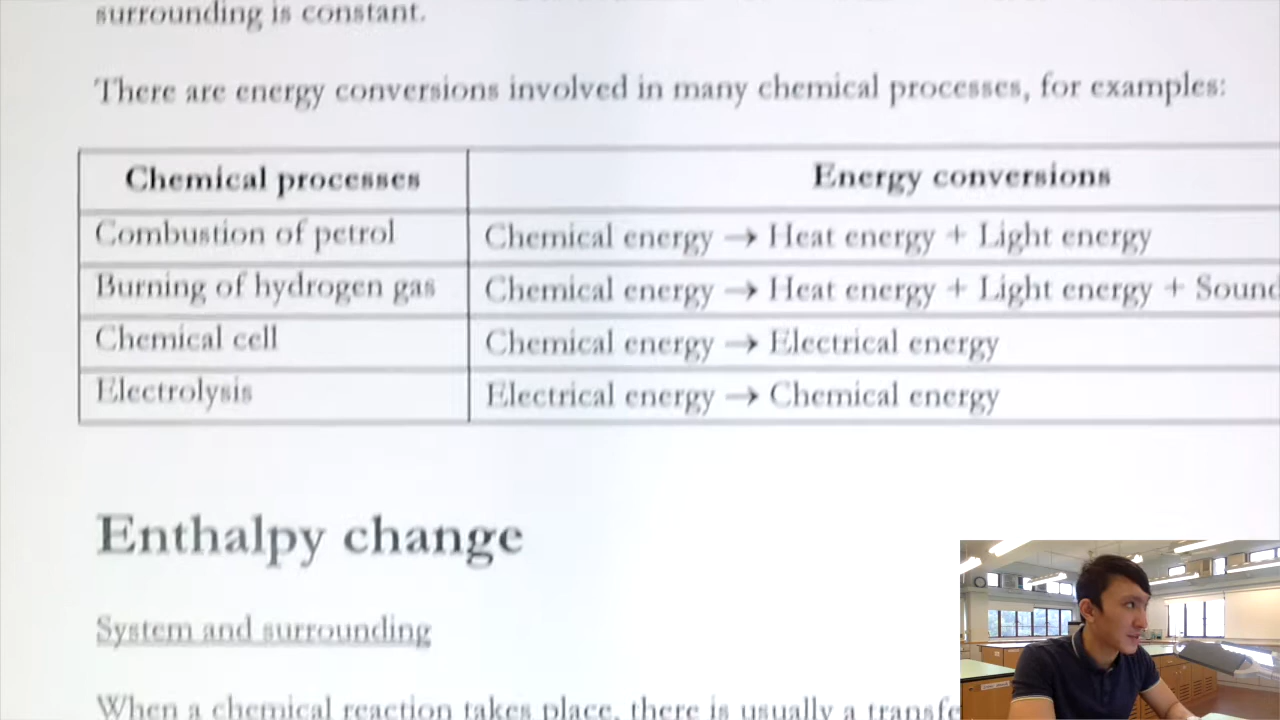 surrounding is constant.
There are energy conversions involved in many chemical processes, for examples:
Chemical processes Energy conversions
Combustion of petrol Chemical energy → Heat energy + Light energy
Burning of hydrogen gas Chemical energy → Heat energy + Light energy + Sound
Chemical cell Chemical energy → Electrical energy
Electrolysis Electrical energy → Chemical energy
Enthalpy change
System and surrounding
When a chemical reaction takes place, there is usually a